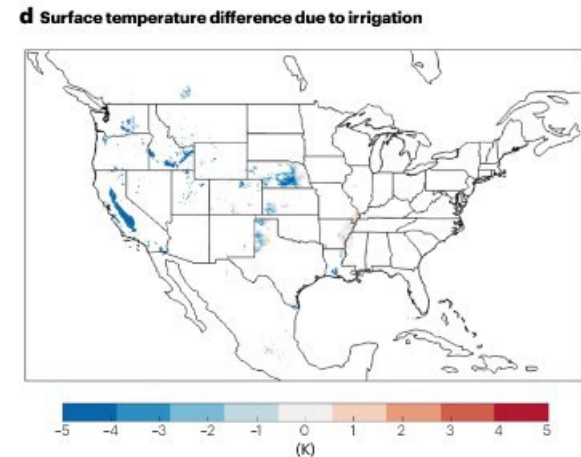 d Surface temperature difference due to irrigation
-5 -4 -3 -2 -1 0 1 2 3 4 5
(K)